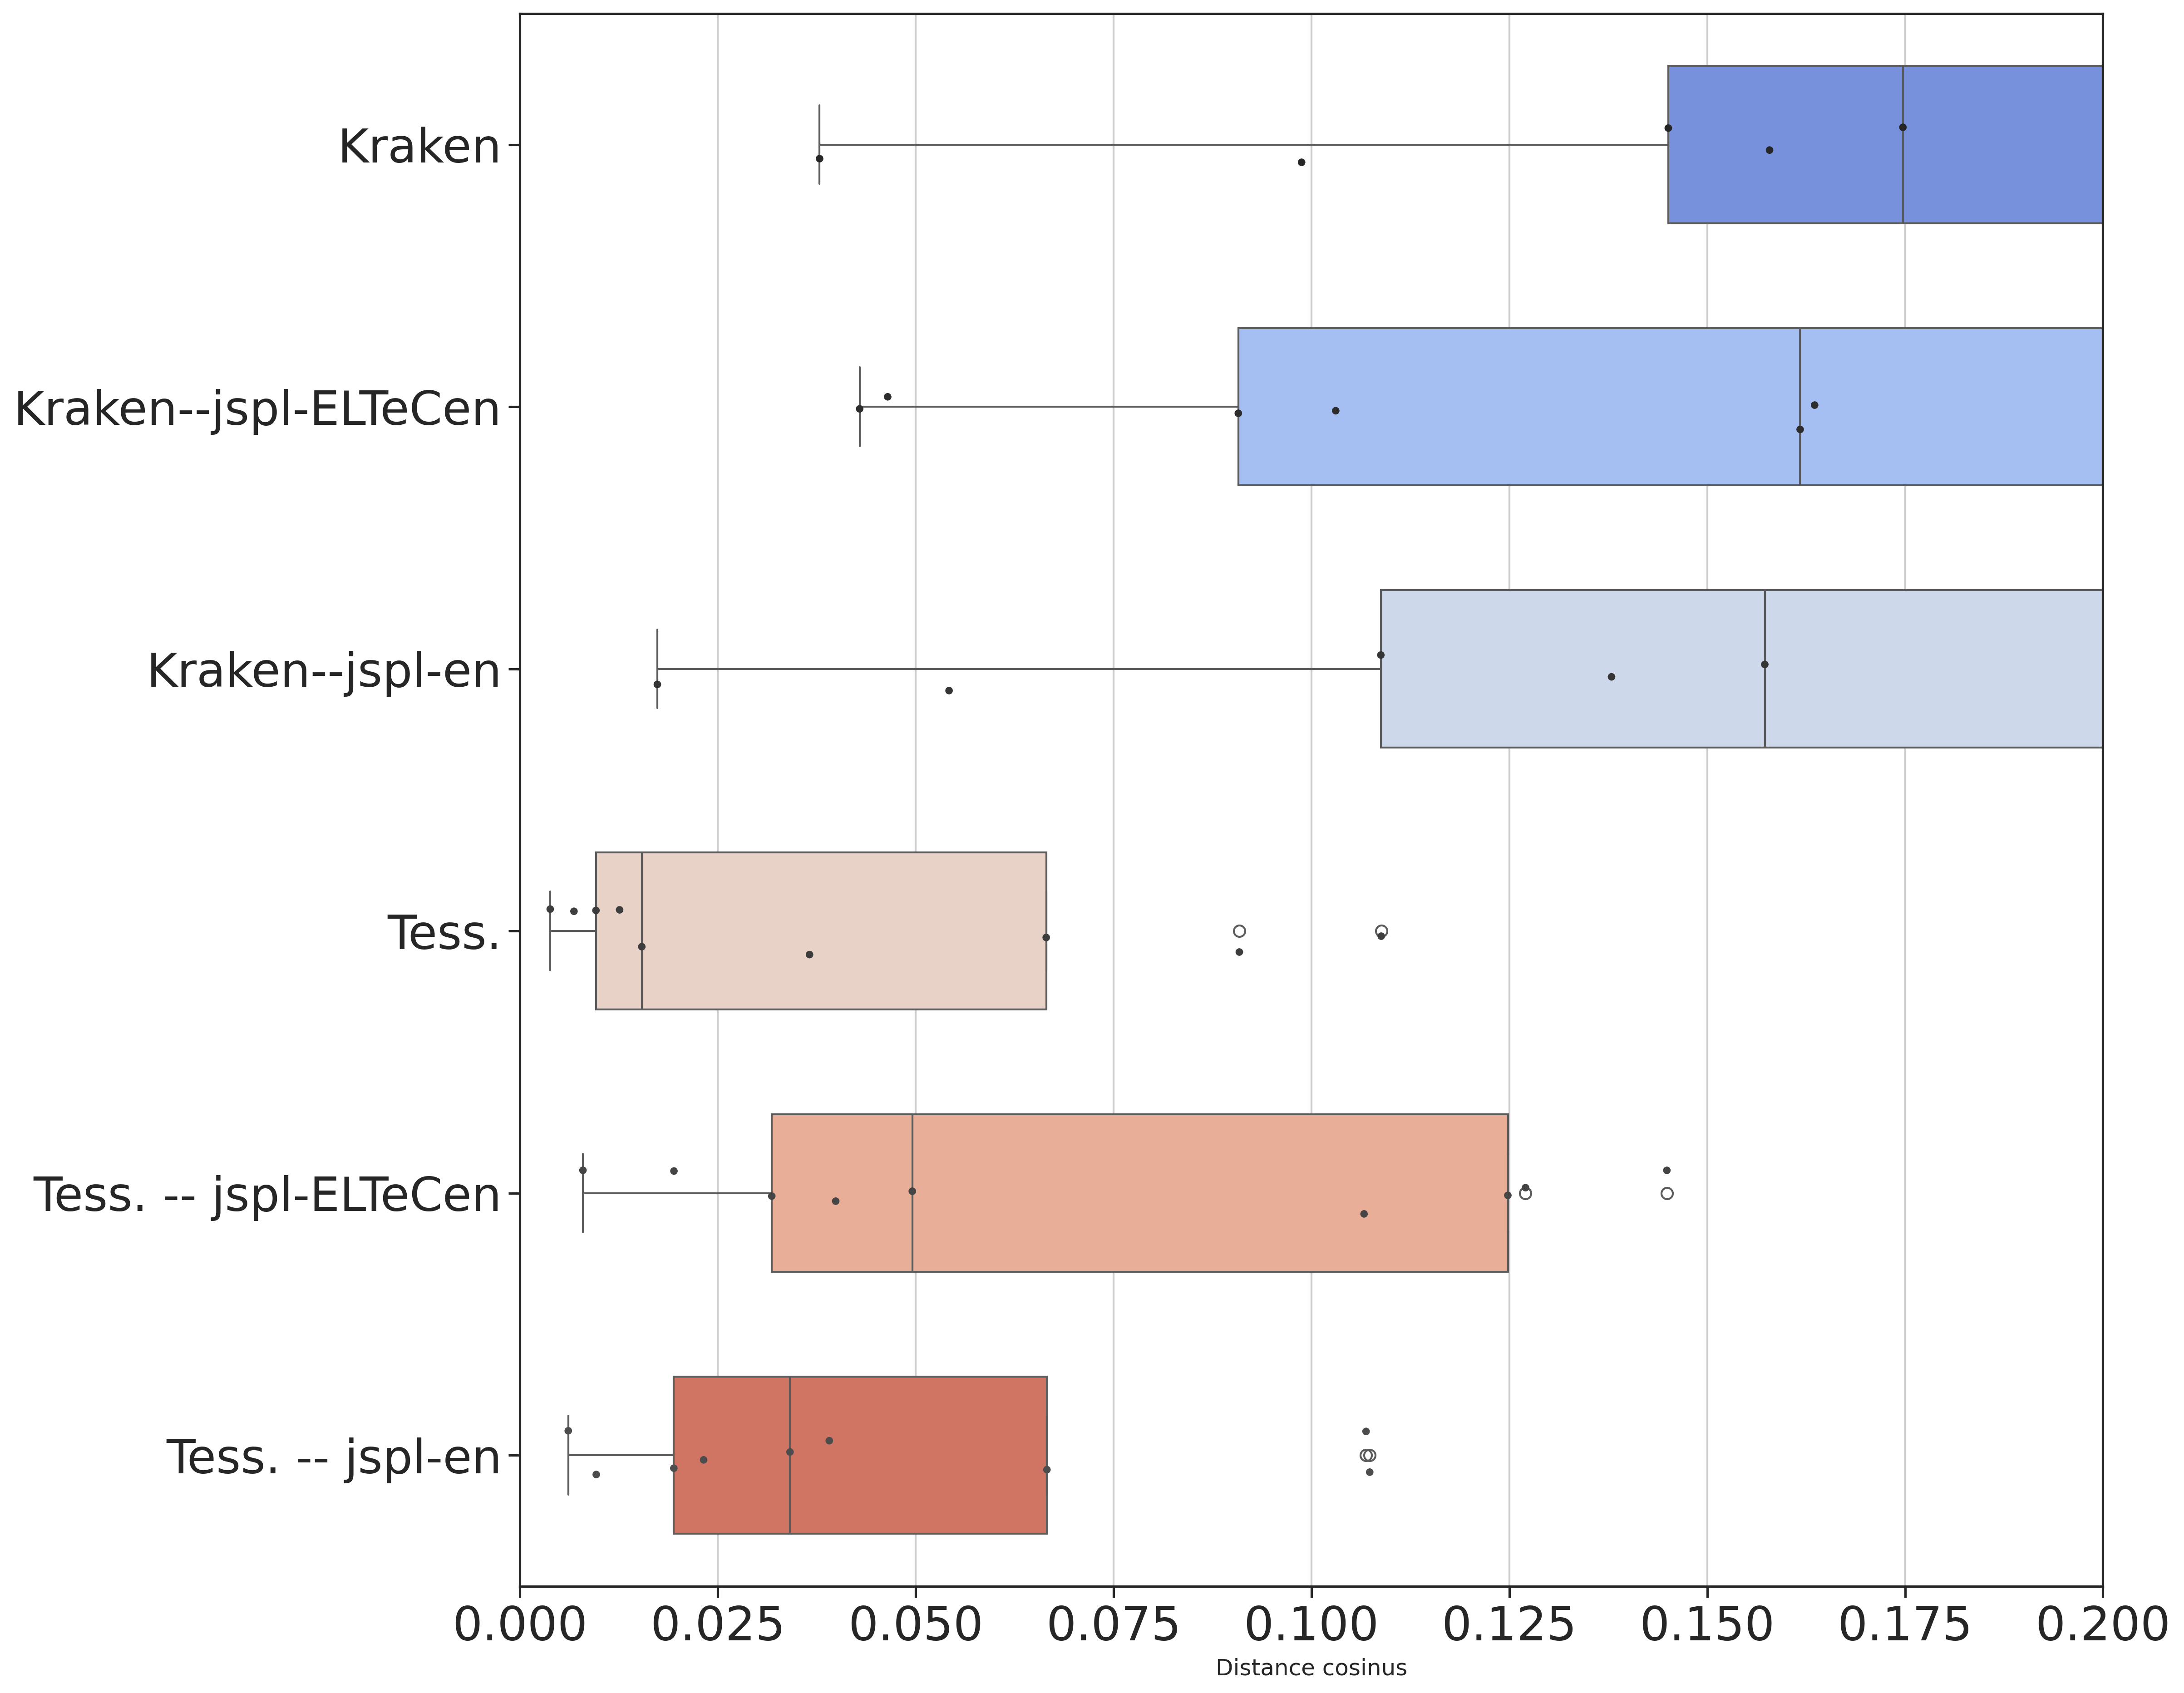 Kraken
Kraken--jspl-ELTeCen
Kraken--jspl-en
Tess.
Tess. -- jspl-ELTeCen
Tess. -- jspl-en
0.000 0.025 0.050 0.075 0.100 0.125 0.150 0.175 0.200
Distance cosinus